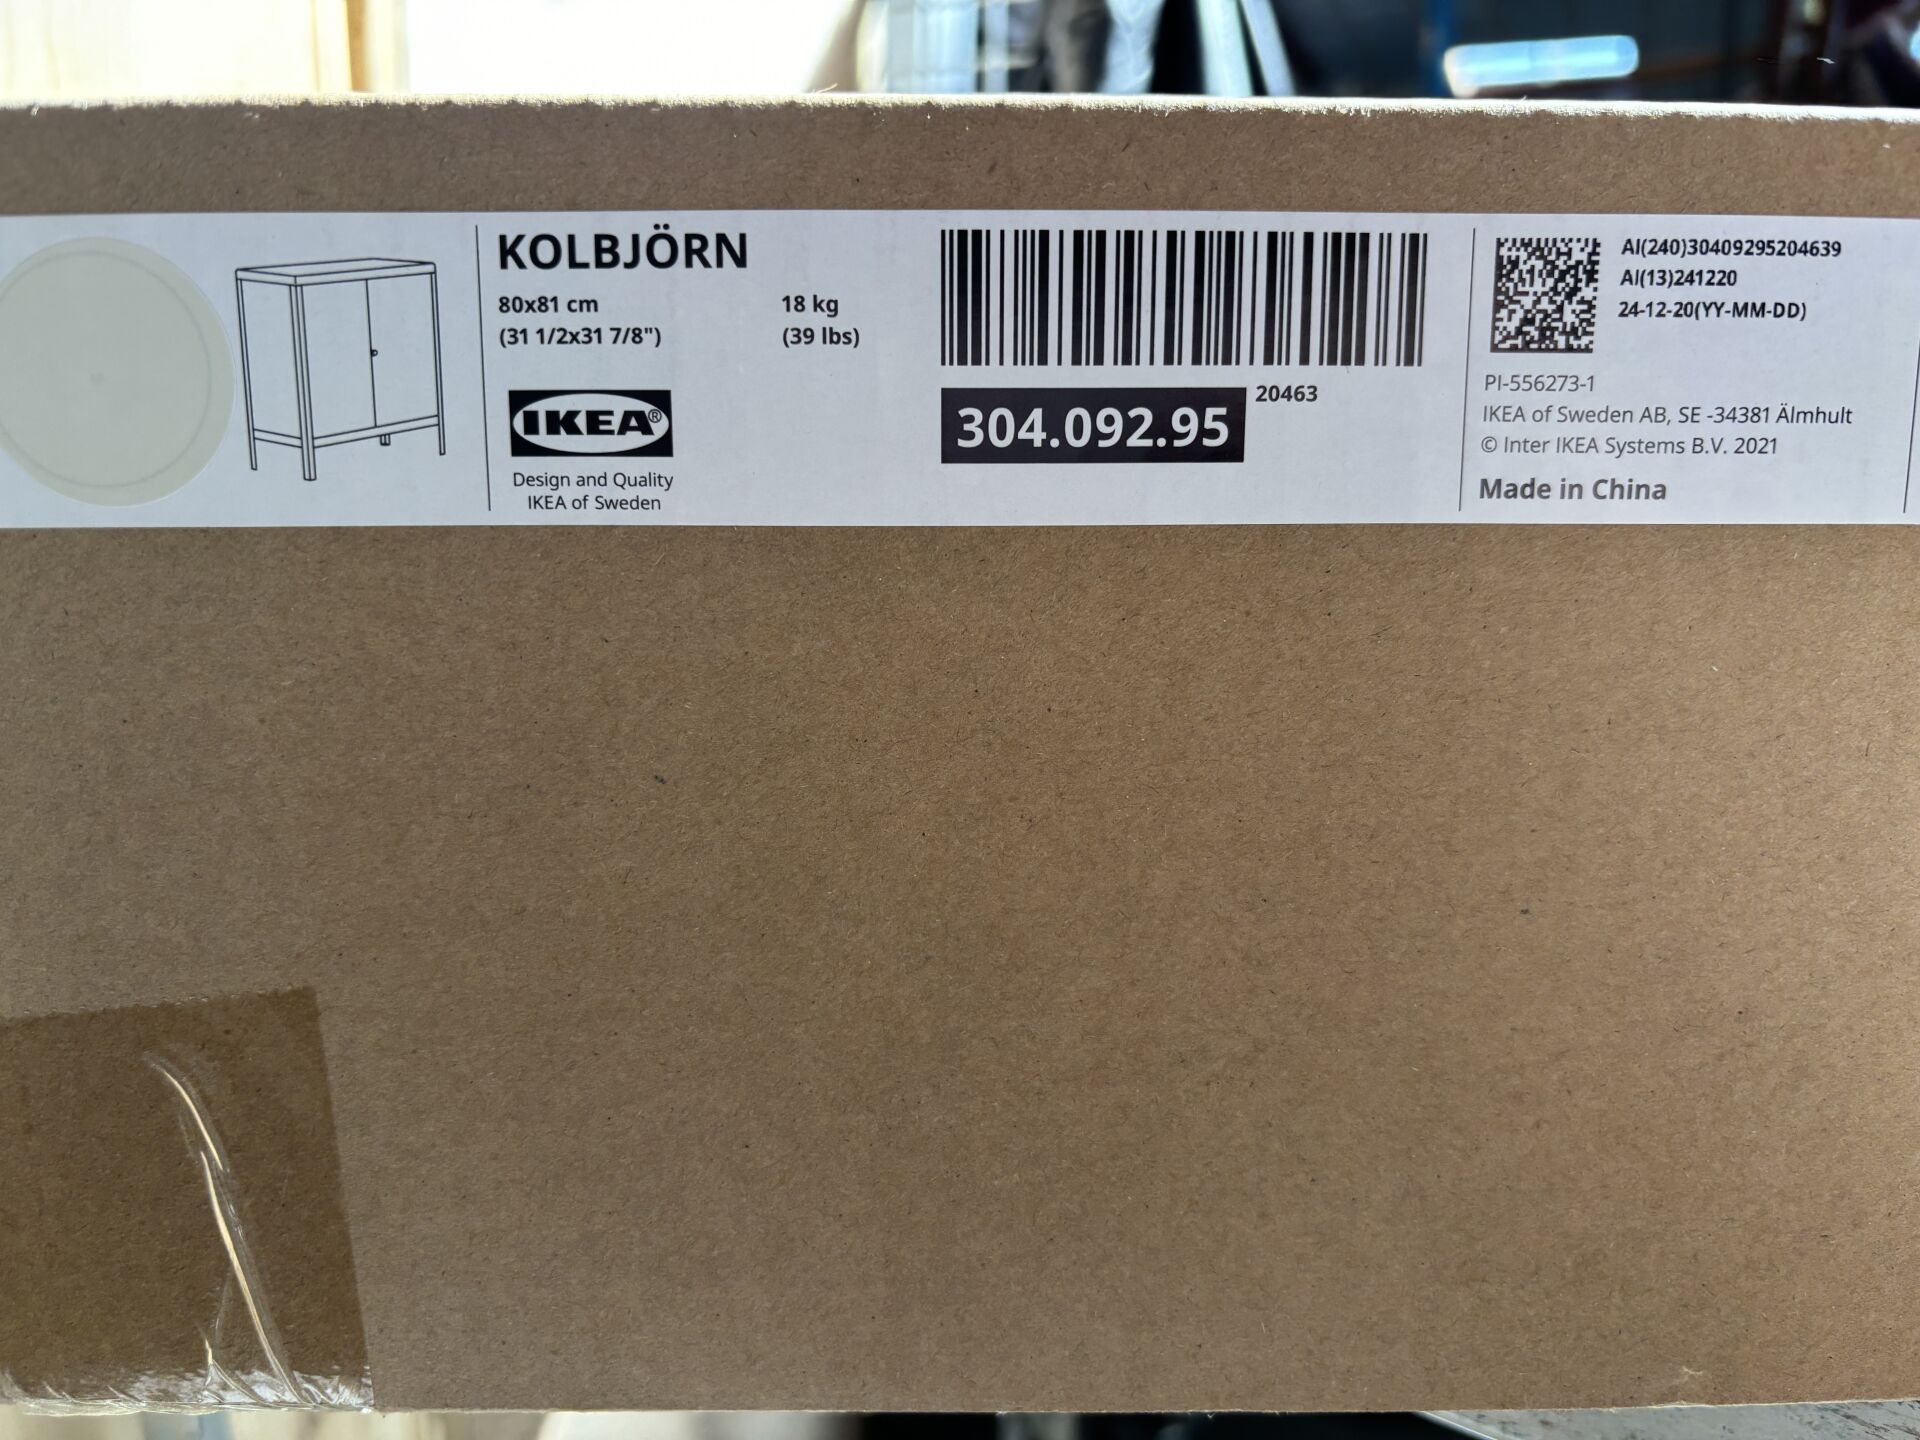 KOLBJÖRN
80x81 cm
(31 1/2x31 7/8")
18 kg
(39 lbs)
IKEA®
Design and Quality
IKEA of Sweden
304.092.95
20463
AI(240)30409295204639
AI(13)241220
24-12-20(YY-MM-DD)
PI-556273-1
IKEA of Sweden AB, SE -34381 Älmhult
© Inter IKEA Systems B.V. 2021
Made in China